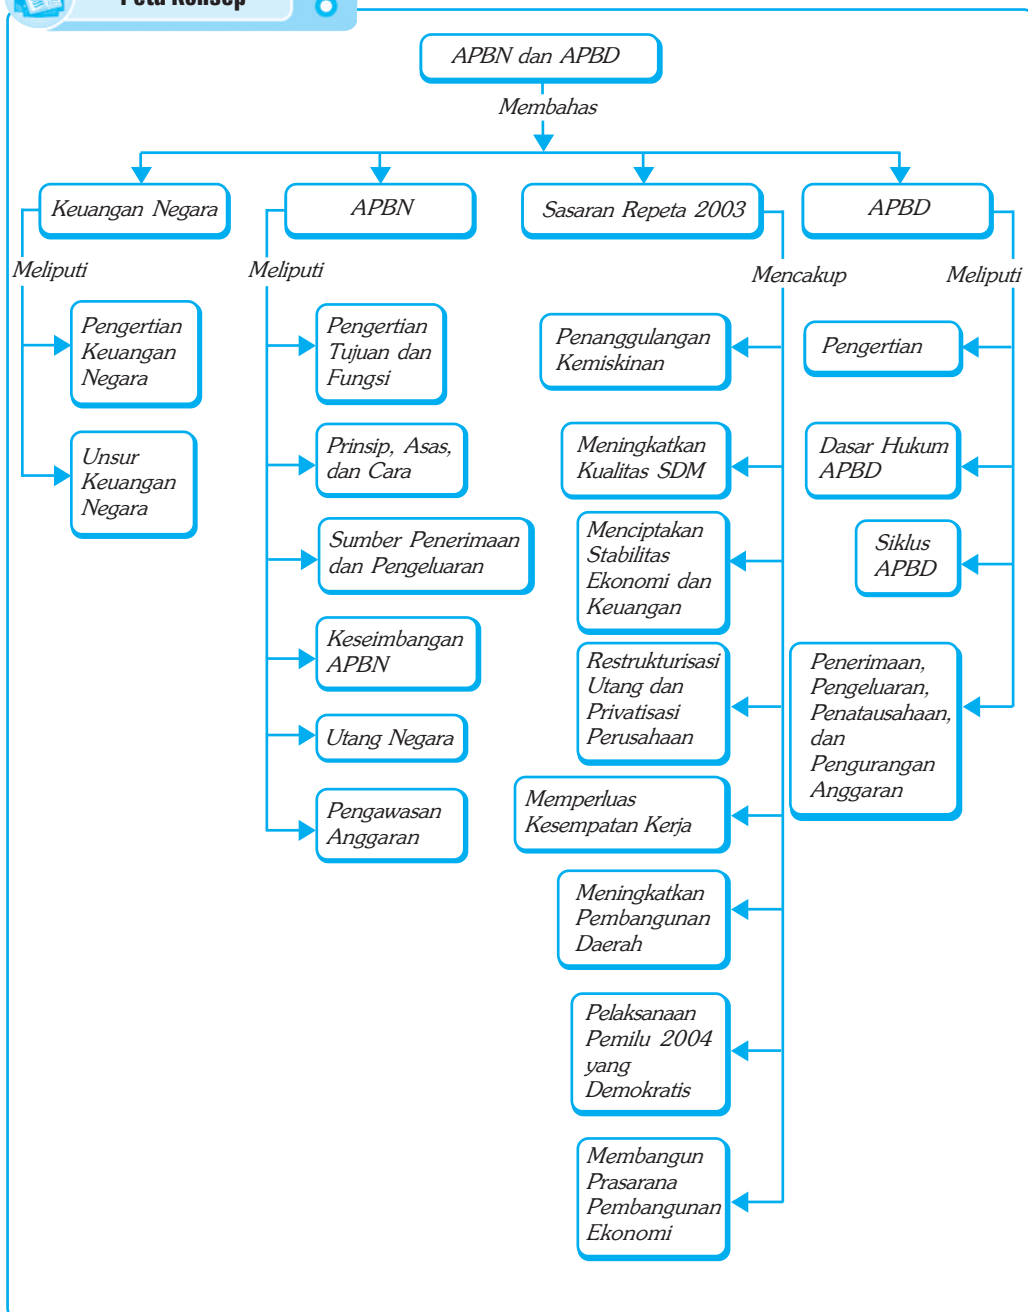 Peta Konsep
APBN dan APBD
Membahas
Keuangan Negara
APBN
Sasaran Repeta 2003
APBD
Meliputi
Meliputi
Mencakup
Meliputi
Pengertian
Keuangan
Negara
Unsur
Keuangan
Negara
Pengertian
Tujuan dan
Fungsi
Prinsip, Asas,
dan Cara
Sumber Penerimaan
dan Pengeluaran
Keseimbangan
APBN
Utang Negara
Pengawasan
Anggaran
Penanggulangan
Kemiskinan
Meningkatkan
Kualitas SDM
Menciptakan
Stabilitas
Ekonomi dan
Keuangan
Restrukturisasi
Utang dan
Privatisasi
Perusahaan
Memperluas
Kesempatan Kerja
Meningkatkan
Pembangunan
Daerah
Pelaksanaan
Pemilu 2004
yang
Demokratis
Membangun
Prasarana
Pembangunan
Ekonomi
Pengertian
Dasar Hukum
APBD
Siklus
APBD
Penerimaan,
Pengeluaran,
Penatausahaan,
dan
Pengurangan
Anggaran